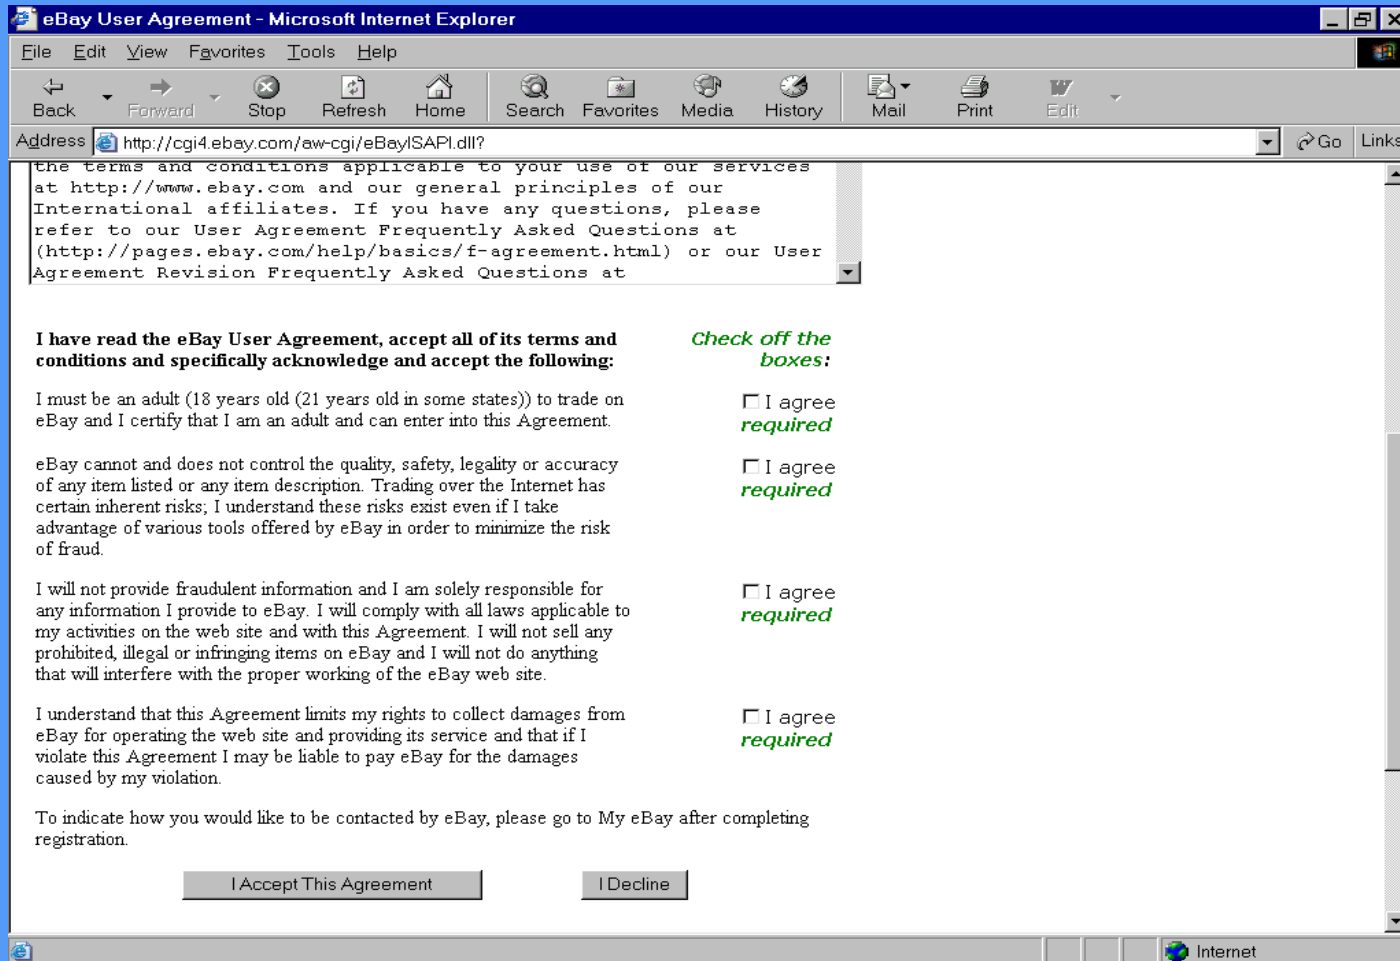 eBay User Agreement - Microsoft Internet Explorer
File Edit View Favorites Tools Help
Back Forward Stop Refresh Home Search Favorites Media History Mail Print Edit
Address http://cgi4.ebay.com/aw-cgi/eBayISAPI.dll? Go Links
the terms and conditions applicable to your use of our services
at http://www.ebay.com and our general principles of our
International affiliates. If you have any questions, please
refer to our User Agreement Frequently Asked Questions at
(http://pages.ebay.com/help/basics/f-agreement.html) or our User
Agreement Revision Frequently Asked Questions at
I have read the eBay User Agreement, accept all of its terms and
conditions and specifically acknowledge and accept the following:
Check off the
boxes:
I must be an adult (18 years old (21 years old in some states)) to trade on
eBay and I certify that I am an adult and can enter into this Agreement.
I agree
required
eBay cannot and does not control the quality, safety, legality or accuracy
of any item listed or any item description. Trading over the Internet has
certain inherent risks; I understand these risks exist even if I take
advantage of various tools offered by eBay in order to minimize the risk
of fraud.
I agree
required
I will not provide fraudulent information and I am solely responsible for
any information I provide to eBay. I will comply with all laws applicable to
my activities on the web site and with this Agreement. I will not sell any
prohibited, illegal or infringing items on eBay and I will not do anything
that will interfere with the proper working of the eBay web site.
I agree
required
I understand that this Agreement limits my rights to collect damages from
eBay for operating the web site and providing its service and that if I
violate this Agreement I may be liable to pay eBay for the damages
caused by my violation.
I agree
required
To indicate how you would like to be contacted by eBay, please go to My eBay after completing
registration.
I Accept This Agreement I Decline
Internet